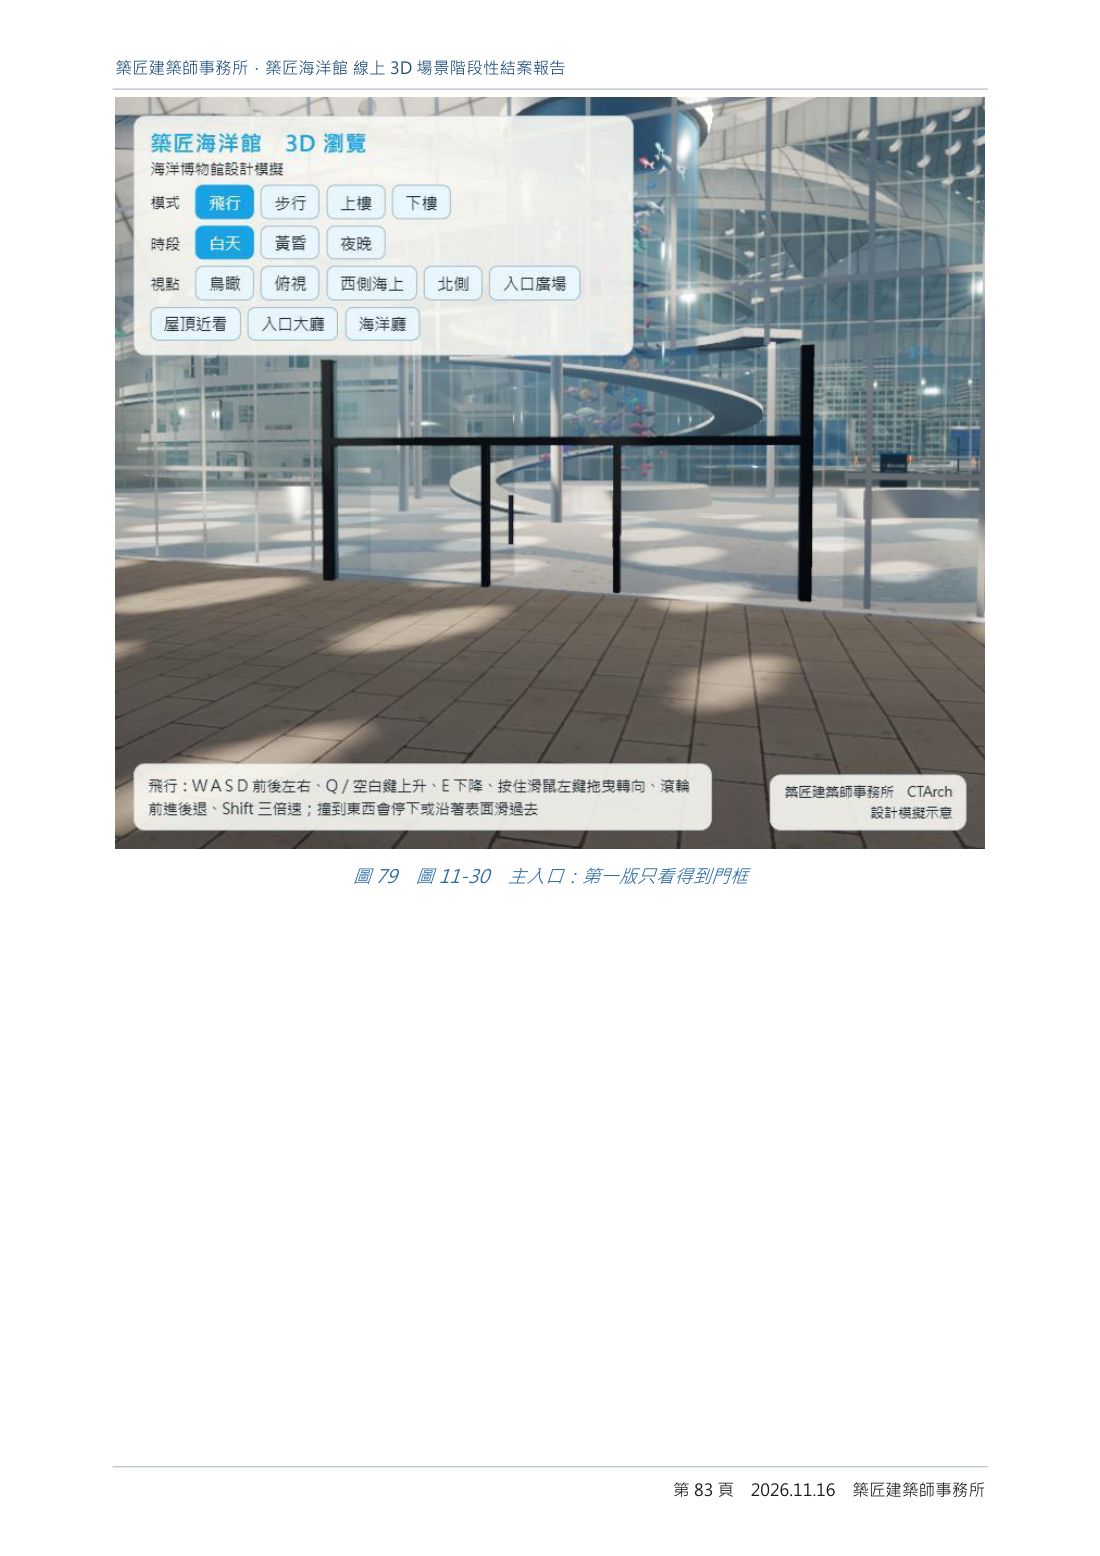 築匠建築師事務所．築匠海洋館 線上 3D 場景階段性結案報告
築匠海洋館　3D 瀏覽
海洋博物館設計模擬
模式 飛行 步行 上樓 下樓
時段 白天 黃昏 夜晚
視點 鳥瞰 俯視 西側海上 北側 入口廣場
屋頂近看 入口大廳 海洋廳
飛行：W A S D 前後左右、Q / 空白鍵上升、E 下降、按住滑鼠左鍵拖曳轉向、滾輪
前進後退、Shift 三倍速；撞到東西會停下或沿著表面滑過去
築匠建築師事務所　CTArch
設計模擬示意
圖 79　圖 11-30　主入口：第一版只看得到門框
第 83 頁　2026.11.16　築匠建築師事務所